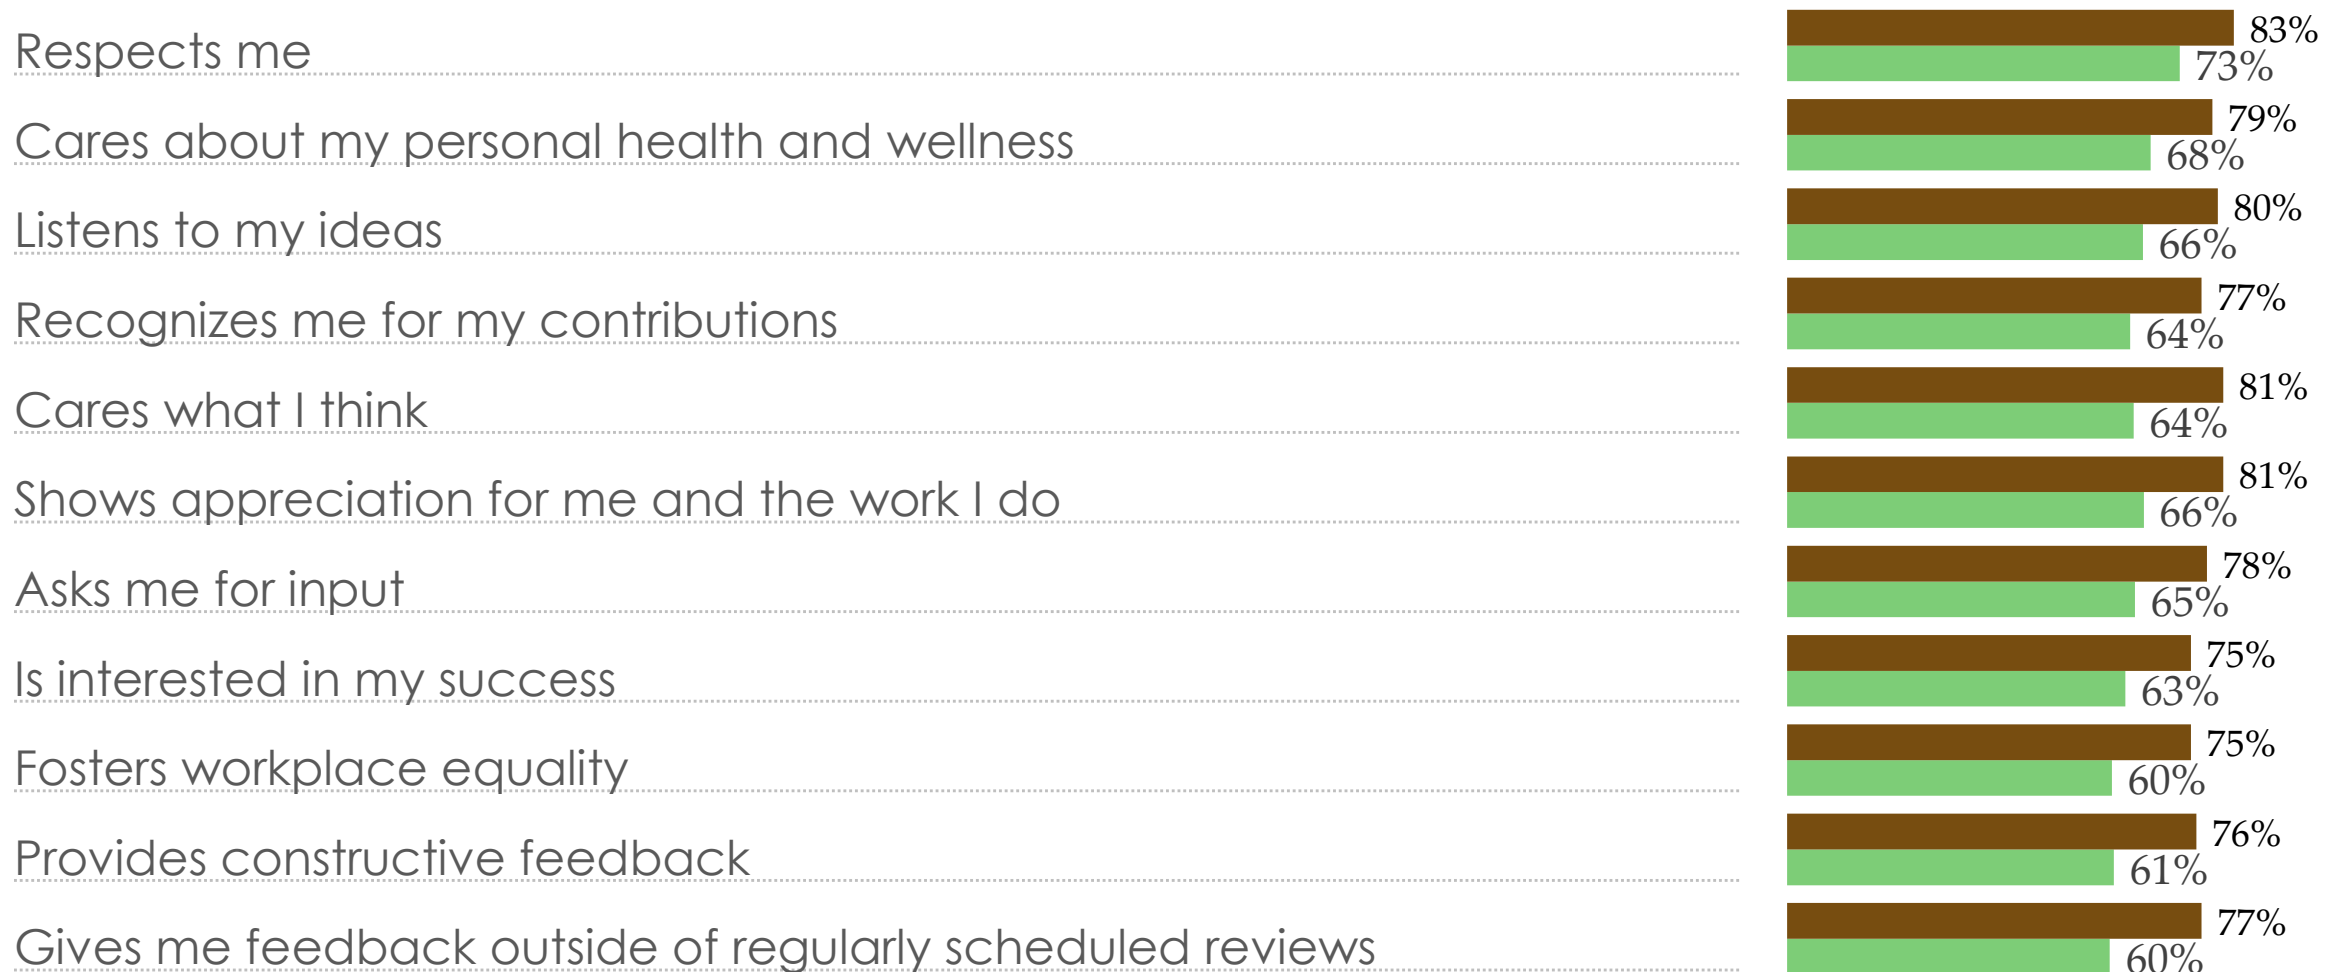 Respects me
83%
73%
Cares about my personal health and wellness
79%
68%
Listens to my ideas
80%
66%
Recognizes me for my contributions
77%
64%
Cares what I think
81%
64%
Shows appreciation for me and the work I do
81%
66%
Asks me for input
78%
65%
Is interested in my success
75%
63%
Fosters workplace equality
75%
60%
Provides constructive feedback
76%
61%
Gives me feedback outside of regularly scheduled reviews
77%
60%